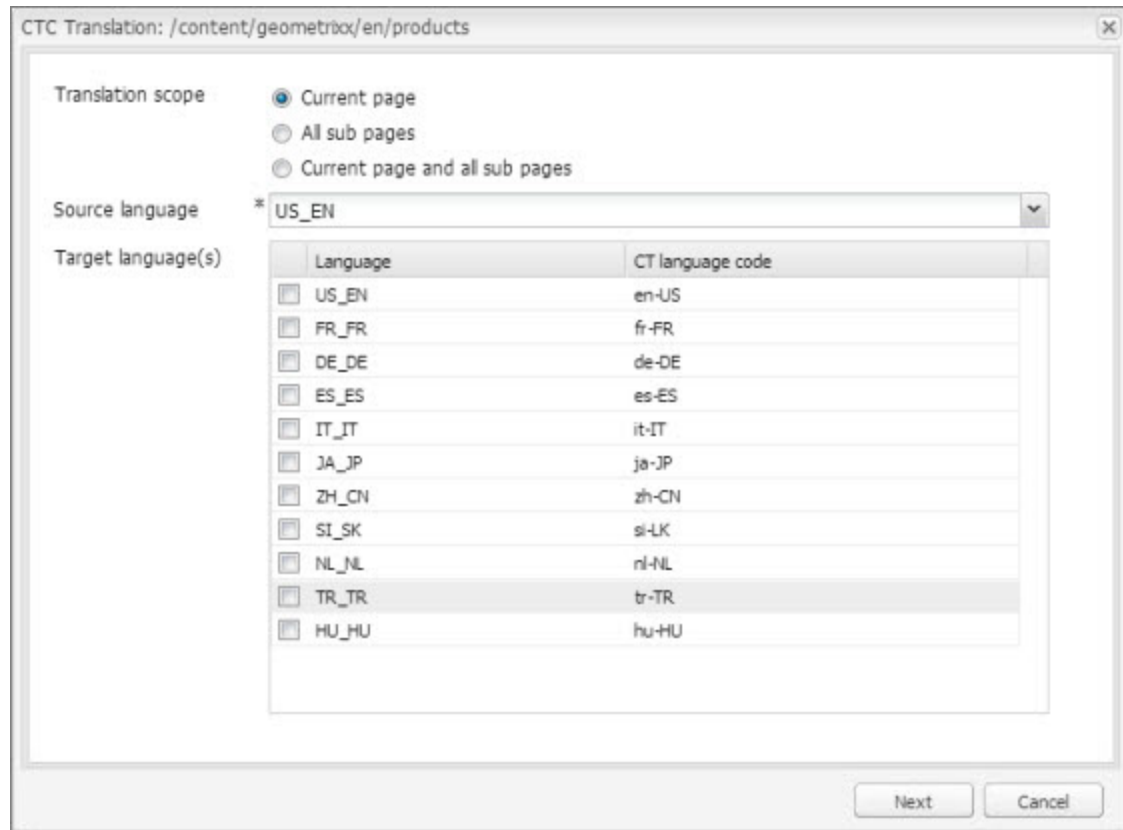 CTC Translation: /content/geometrixx/en/products
Translation scope
Current page
All sub pages
Current page and all sub pages
Source language * US_EN
Target language(s)
Language CT language code
US_EN en-US
FR_FR fr-FR
DE_DE de-DE
ES_ES es-ES
IT_IT it-IT
JA_JP ja-JP
ZH_CN zh-CN
SI_SK si-LK
NL_NL nl-NL
TR_TR tr-TR
HU_HU hu-HU
Next Cancel